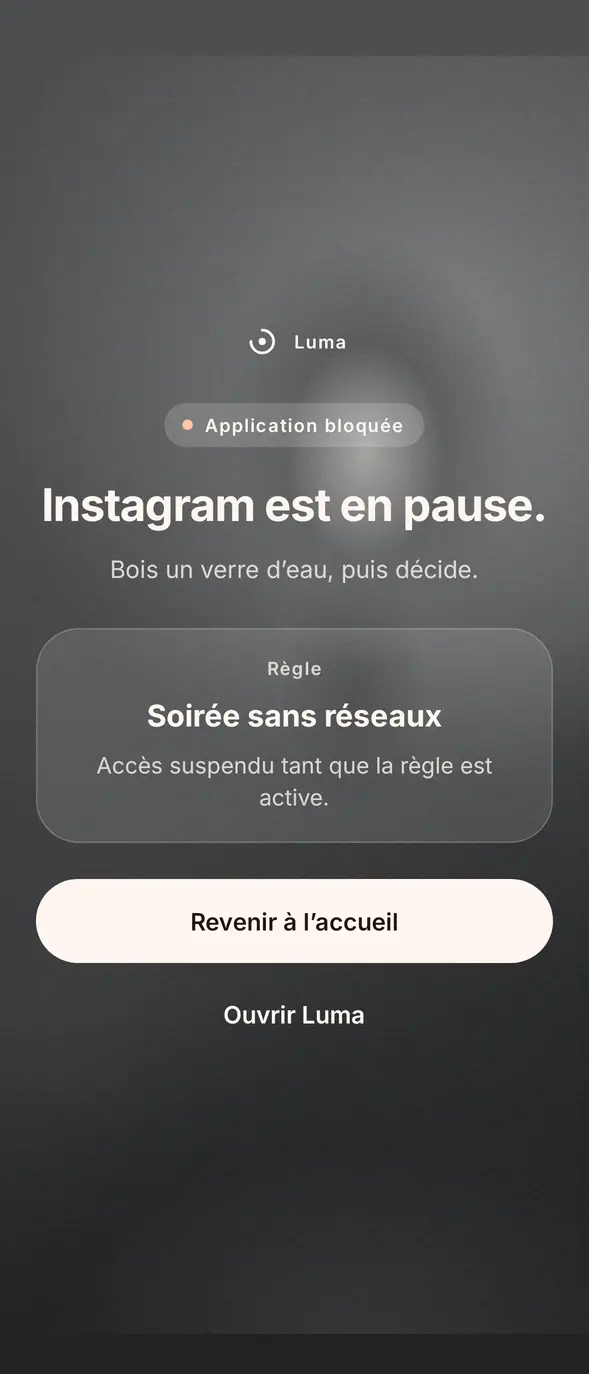 Luma
Application bloquée
Instagram est en pause.
Bois un verre d’eau, puis décide.
Règle
Soirée sans réseaux
Accès suspendu tant que la règle est
active.
Revenir à l’accueil
Ouvrir Luma